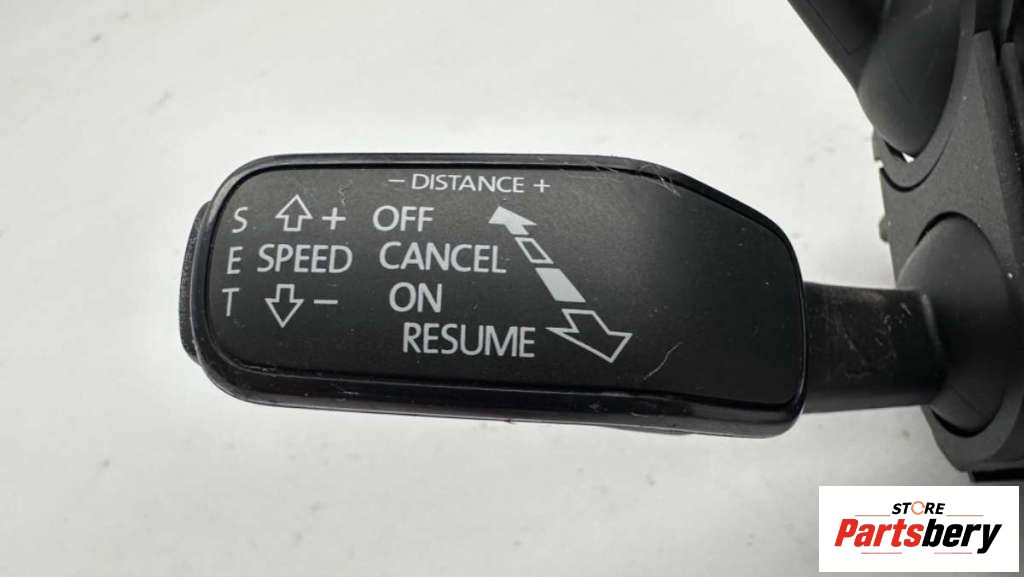 − DISTANCE +
S + OFF
E SPEED CANCEL
T − ON
RESUME
STORE
Partsbery